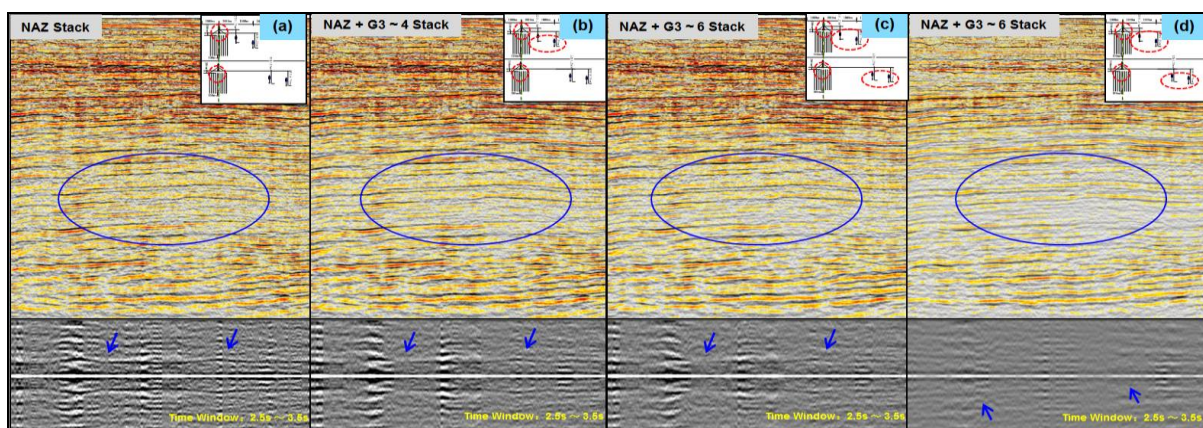 NAZ Stack
(a)
NAZ + G3 ~ 4 Stack
(b)
NAZ + G3 ~ 6 Stack
(c)
NAZ + G3 ~ 6 Stack
(d)
Time Window：2.5s ～ 3.5s
Time Window：2.5s ～ 3.5s
Time Window：2.5s ～ 3.5s
Time Window：2.5s ～ 3.5s